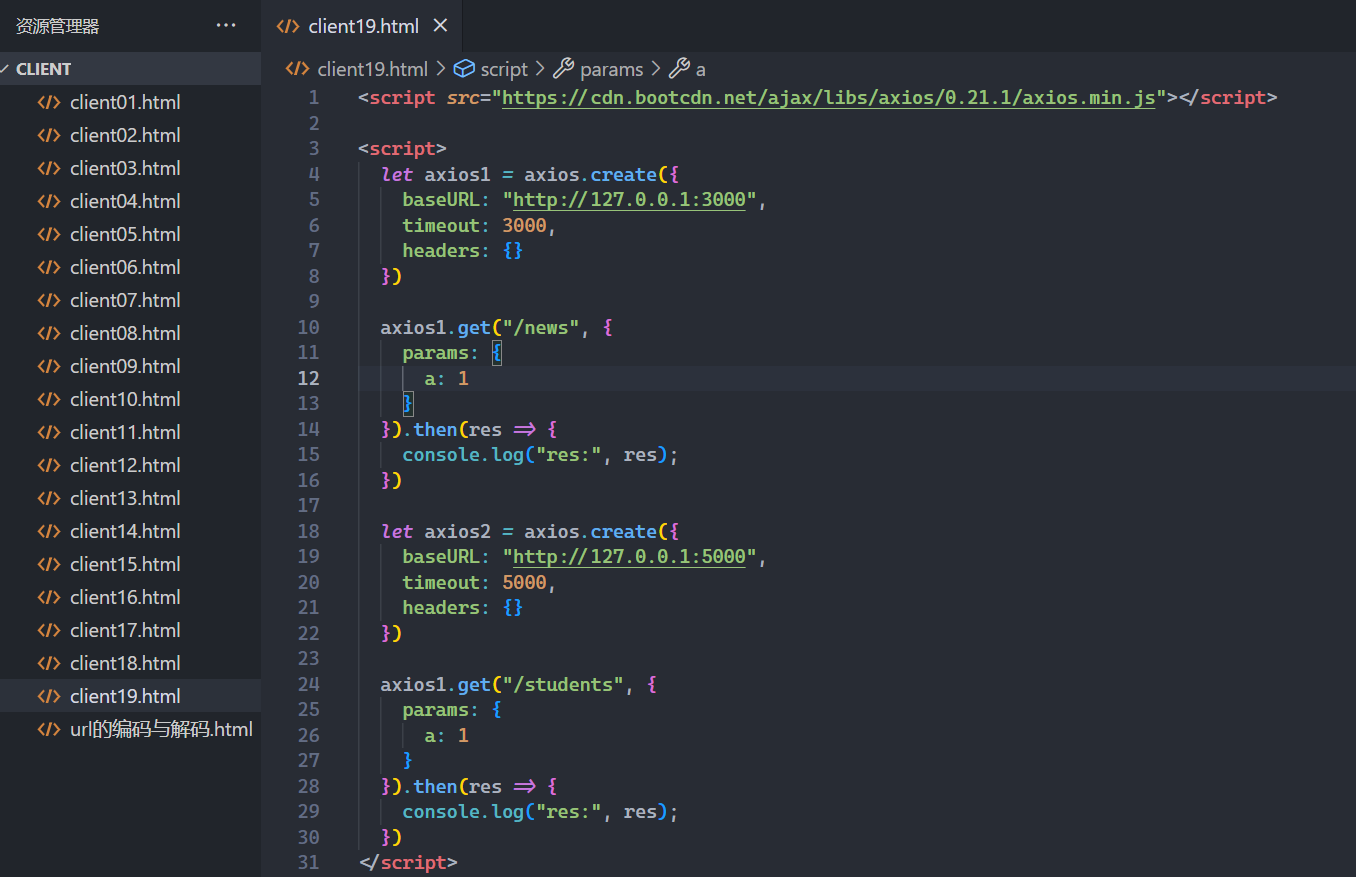 资源管理器 ···
CLIENT
client01.html
client02.html
client03.html
client04.html
client05.html
client06.html
client07.html
client08.html
client09.html
client10.html
client11.html
client12.html
client13.html
client14.html
client15.html
client16.html
client17.html
client18.html
client19.html
url的编码与解码.html
client19.html
client19.html > script > params > a
1 <script src="https://cdn.bootcdn.net/ajax/libs/axios/0.21.1/axios.min.js"></script>
2
3 <script>
4 let axios1 = axios.create({
5 baseURL: "http://127.0.0.1:3000",
6 timeout: 3000,
7 headers: {}
8 })
9
10 axios1.get("/news", {
11 params: {
12 a: 1
13 }
14 }).then(res => {
15 console.log("res:", res);
16 })
17
18 let axios2 = axios.create({
19 baseURL: "http://127.0.0.1:5000",
20 timeout: 5000,
21 headers: {}
22 })
23
24 axios1.get("/students", {
25 params: {
26 a: 1
27 }
28 }).then(res => {
29 console.log("res:", res);
30 })
31 </script>